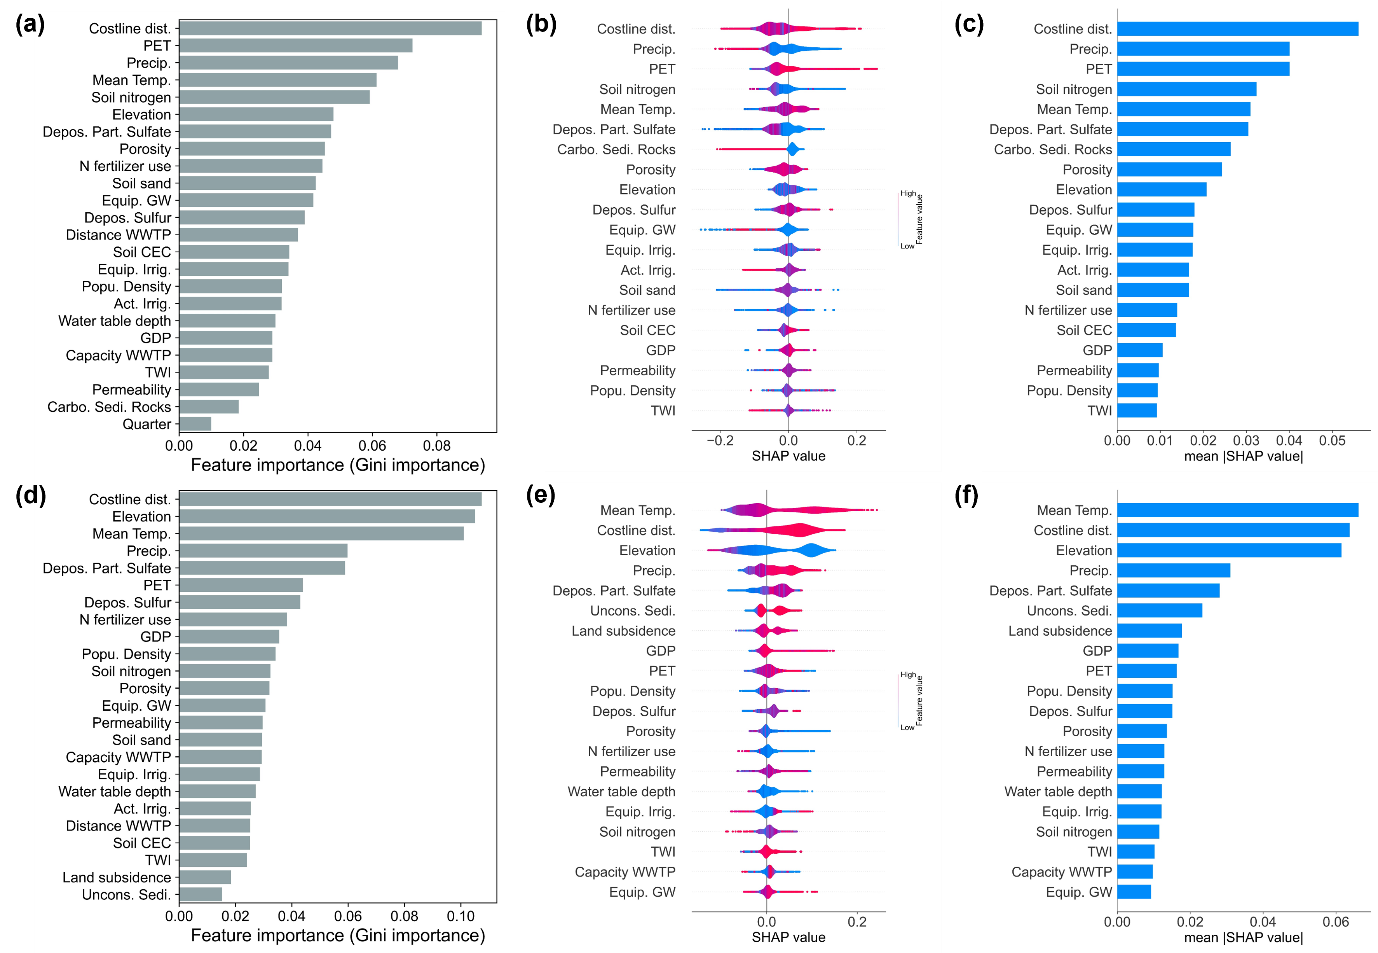 (a)
Costline dist.
PET
Precip.
Mean Temp.
Soil nitrogen
Elevation
Depos. Part. Sulfate
Porosity
N fertilizer use
Soil sand
Equip. GW
Depos. Sulfur
Distance WWTP
Soil CEC
Equip. Irrig.
Popu. Density
Act. Irrig.
Water table depth
GDP
Capacity WWTP
TWI
Permeability
Carbo. Sedi. Rocks
Quarter
0.00 0.02 0.04 0.06 0.08
Feature importance (Gini importance)
(b)
Costline dist.
Precip.
PET
Soil nitrogen
Mean Temp.
Depos. Part. Sulfate
Carbo. Sedi. Rocks
Porosity
Elevation
Depos. Sulfur
Equip. GW
Equip. Irrig.
Act. Irrig.
Soil sand
N fertilizer use
Soil CEC
GDP
Permeability
Popu. Density
TWI
−0.2 0.0 0.2
SHAP value
High
Low
Feature value
(c)
Costline dist.
Precip.
PET
Soil nitrogen
Mean Temp.
Depos. Part. Sulfate
Carbo. Sedi. Rocks
Porosity
Elevation
Depos. Sulfur
Equip. GW
Equip. Irrig.
Act. Irrig.
Soil sand
N fertilizer use
Soil CEC
GDP
Permeability
Popu. Density
TWI
0.00 0.01 0.02 0.03 0.04 0.05
mean |SHAP value|
(d)
Costline dist.
Elevation
Mean Temp.
Precip.
Depos. Part. Sulfate
PET
Depos. Sulfur
N fertilizer use
GDP
Popu. Density
Soil nitrogen
Porosity
Equip. GW
Permeability
Soil sand
Capacity WWTP
Equip. Irrig.
Water table depth
Act. Irrig.
Distance WWTP
Soil CEC
TWI
Land subsidence
Uncons. Sedi.
0.00 0.02 0.04 0.06 0.08 0.10
Feature importance (Gini importance)
(e)
Mean Temp.
Costline dist.
Elevation
Precip.
Depos. Part. Sulfate
Uncons. Sedi.
Land subsidence
GDP
PET
Popu. Density
Depos. Sulfur
Porosity
N fertilizer use
Permeability
Water table depth
Equip. Irrig.
Soil nitrogen
TWI
Capacity WWTP
Equip. GW
0.0 0.2
SHAP value
High
Low
Feature value
(f)
Mean Temp.
Costline dist.
Elevation
Precip.
Depos. Part. Sulfate
Uncons. Sedi.
Land subsidence
GDP
PET
Popu. Density
Depos. Sulfur
Porosity
N fertilizer use
Permeability
Water table depth
Equip. Irrig.
Soil nitrogen
TWI
Capacity WWTP
Equip. GW
0.00 0.02 0.04 0.06
mean |SHAP value|